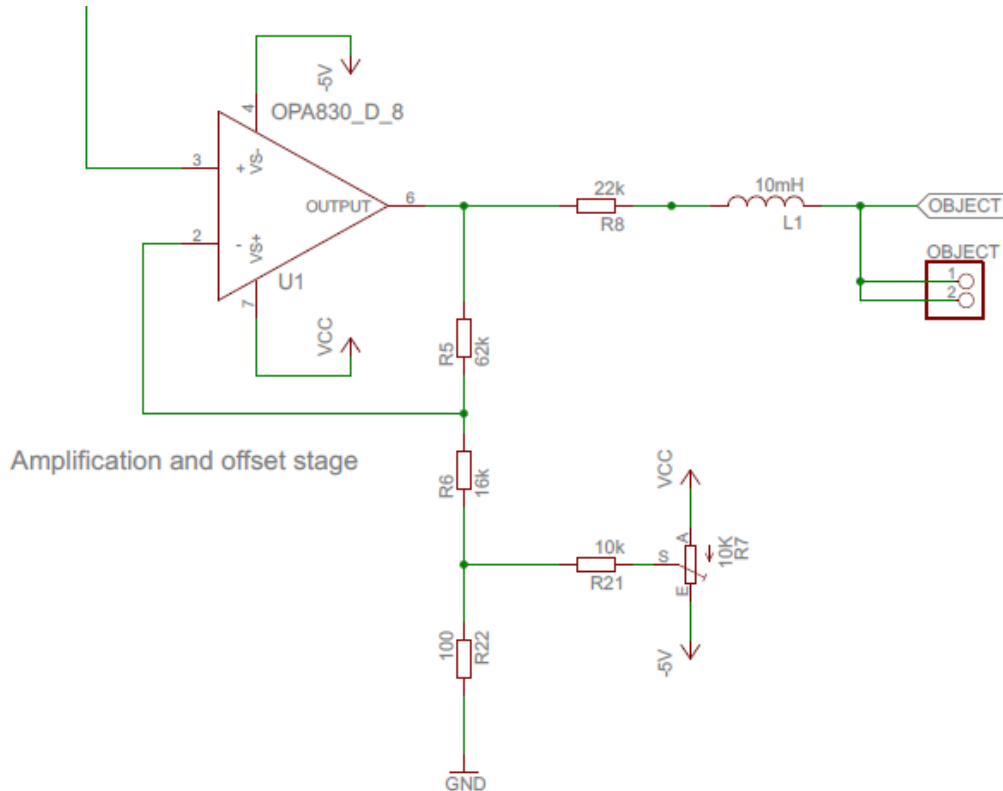 -5V
4
OPA830_D_8
3
+
VS-
OUTPUT
6
2
-
VS+
U1
7
VCC
22k
R8
10mH
L1
OBJECT
OBJECT
1
2
R5
62k
Amplification and offset stage
R6
16k
VCC
10k
R21
S
A
E
10K
R7
-5V
100
R22
GND